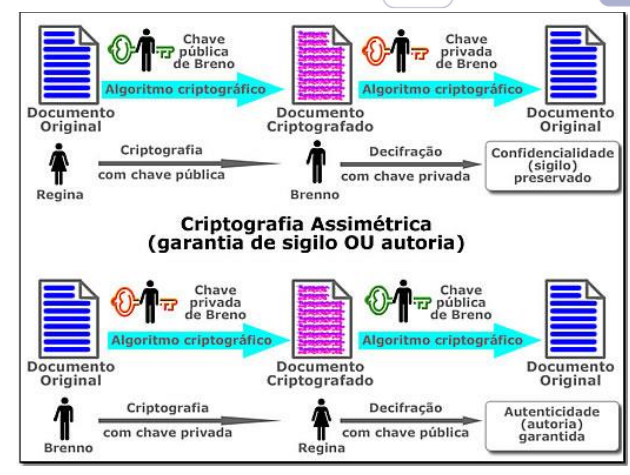 Chave
pública
de Breno
Chave
privada
de Breno
Algoritmo criptográfico
Algoritmo criptográfico
Documento
Original
Documento
Criptografado
Documento
Original
Criptografia
com chave pública
Decifração
com chave privada
Confidencialidade
(sigilo)
preservado
Regina
Brenno
Criptografia Assimétrica
(garantia de sigilo OU autoria)
Chave
privada
de Breno
Chave
pública
de Breno
Algoritmo criptográfico
Algoritmo criptográfico
Documento
Original
Documento
Criptografado
Documento
Original
Criptografia
com chave privada
Decifração
com chave pública
Autenticidade
(autoria)
garantida
Brenno
Regina